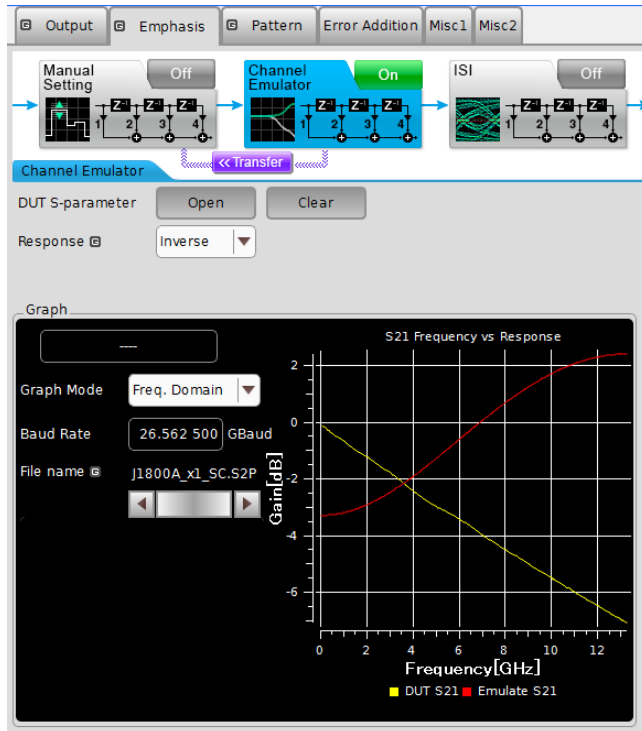 G Output G Emphasis G Pattern Error Addition Misc1 Misc2
Manual Setting Off Channel Emulator On ISI Off
Z⁻¹ Z⁻¹ Z⁻¹ Z⁻¹ Z⁻¹ Z⁻¹ Z⁻¹ Z⁻¹ Z⁻¹
1 2 3 4 1 2 3 4 1 2 3 4
<<Transfer
Channel Emulator
DUT S-parameter Open Clear
Response G Inverse
Graph
----
Graph Mode Freq. Domain
Baud Rate 26.562 500 GBaud
File name G J1800A_x1_SC.S2P
S21 Frequency vs Response
Gain[dB]
2
0
-2
-4
-6
0 2 4 6 8 10 12
Frequency[GHz]
DUT S21 Emulate S21